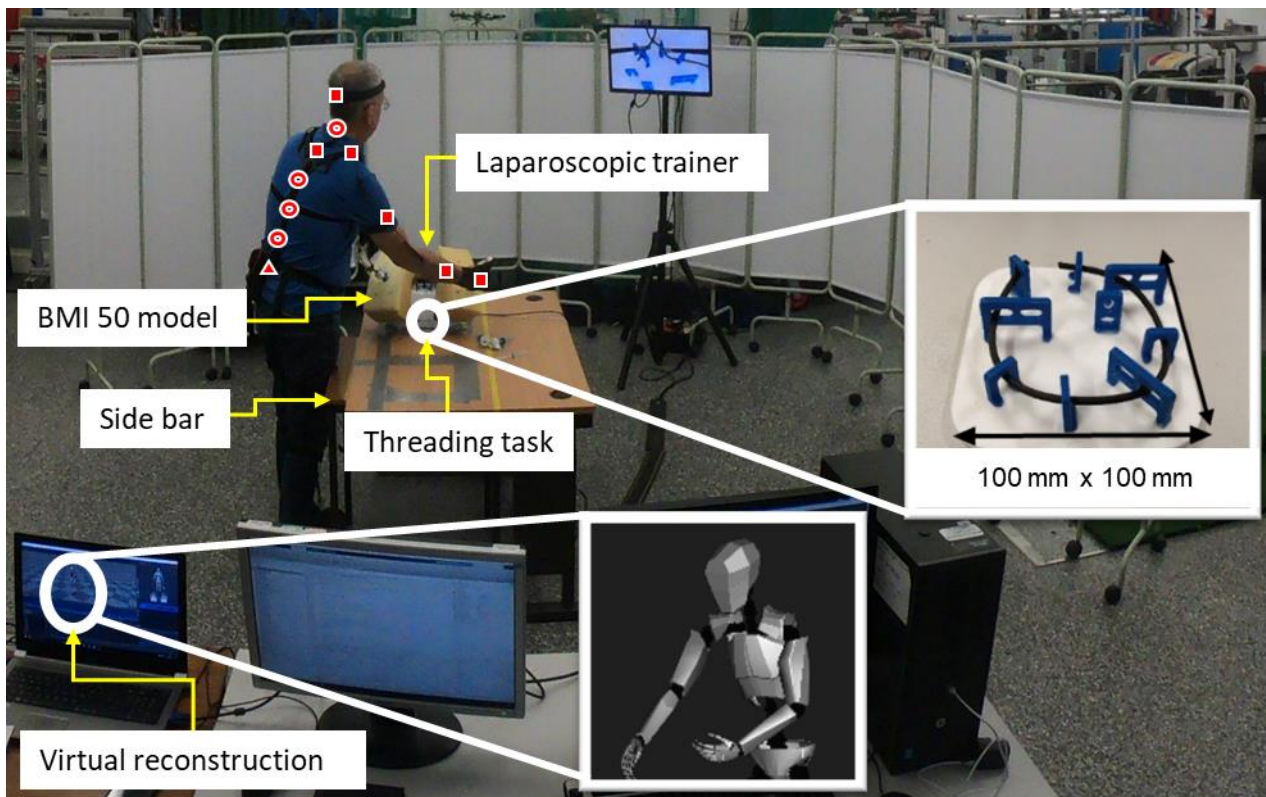 Laparoscopic trainer
BMI 50 model
Side bar
Threading task
100 mm x 100 mm
Virtual reconstruction